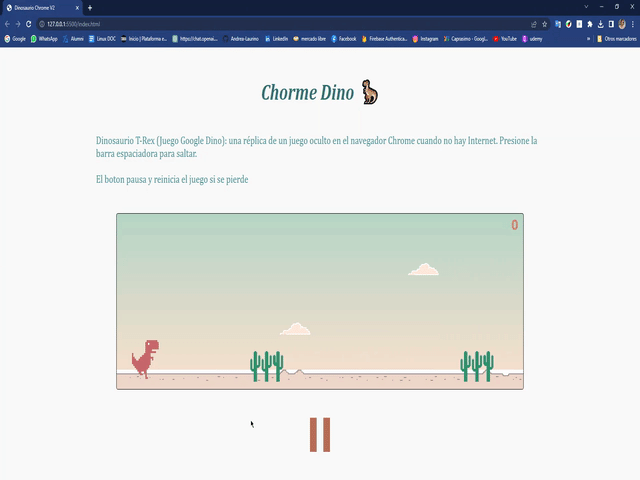 Dinosaurio Chrome V2
127.0.0.1:5500/index.html
Google WhatsApp Alumni Linux DOC Inicio | Plataforma e... https://chat.openai... Andrea-Laurino LinkedIn mercado libre Facebook Firebase Authentica... Instagram Caprasimo - Googl... YouTube udemy » Otros marcadores
Chorme Dino
Dinosaurio T-Rex (Juego Google Dino): una réplica de un juego oculto en el navegador Chrome cuando no hay Internet. Presione la
barra espaciadora para saltar.
El boton pausa y reinicia el juego si se pierde
0